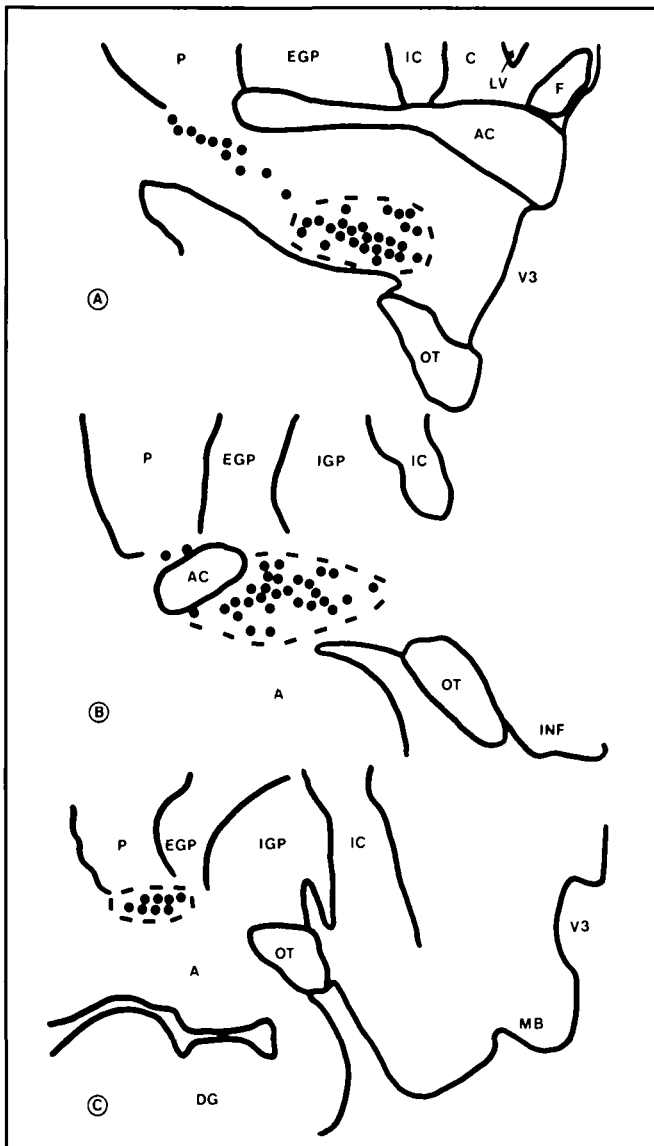 P EGP IC C
LV F
AC
V3
A
OT
P EGP IGP IC
AC
A OT
B INF
P EGP IGP IC
V3
OT
A
MB
C DG